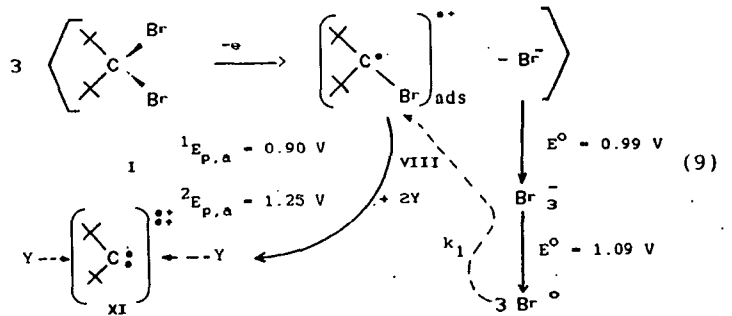 3 C Br Br -e C• Br ads •+ - Br⁻
I ¹E p,a = 0.90 V VIII E° = 0.99 V (9)
²E p,a = 1.25 V + 2Y Br₃⁻
Y C: Y k₁ E° = 1.09 V
XI 3 Br°